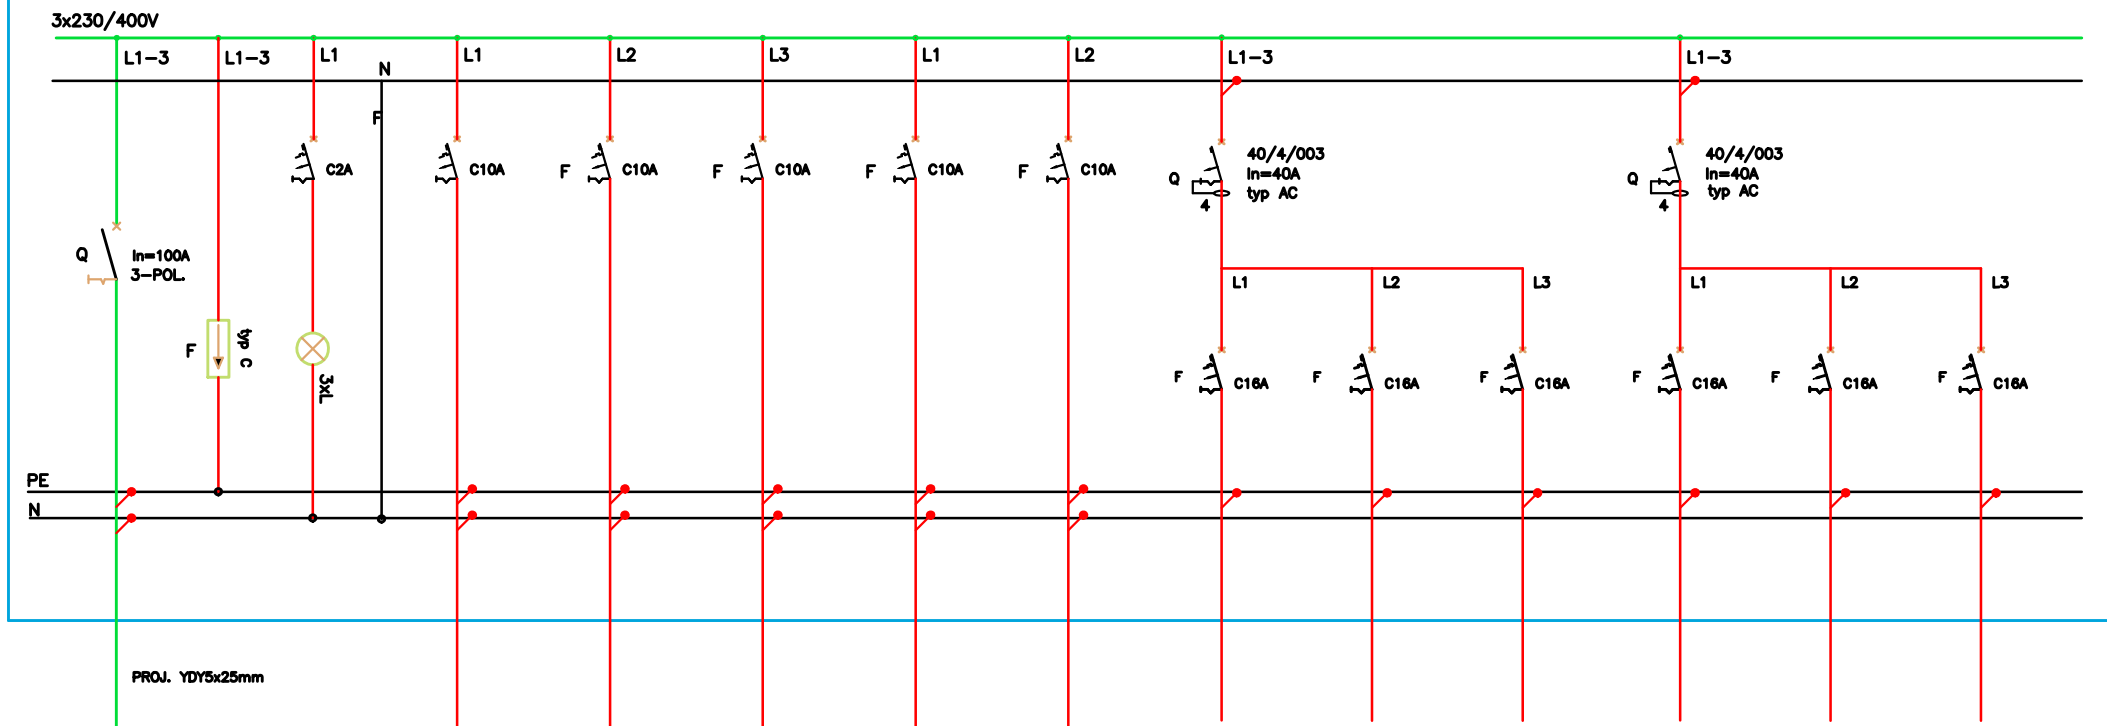 3x230/400V
L1-3
L1-3
L1
N
L1
L2
L3
L1
L2
L1-3
L1-3
F
C2A
C10A
F
C10A
F
C10A
F
C10A
F
C10A
Q
40/4/003
In=40A
typ AC
4
Q
40/4/003
In=40A
typ AC
4
Q
In=100A
3-POL.
L1
L2
L3
L1
L2
L3
F
typ C
3xL
F
C16A
F
C16A
F
C16A
F
C16A
F
C16A
F
C16A
PE
N
PROJ. YDY5x25mm